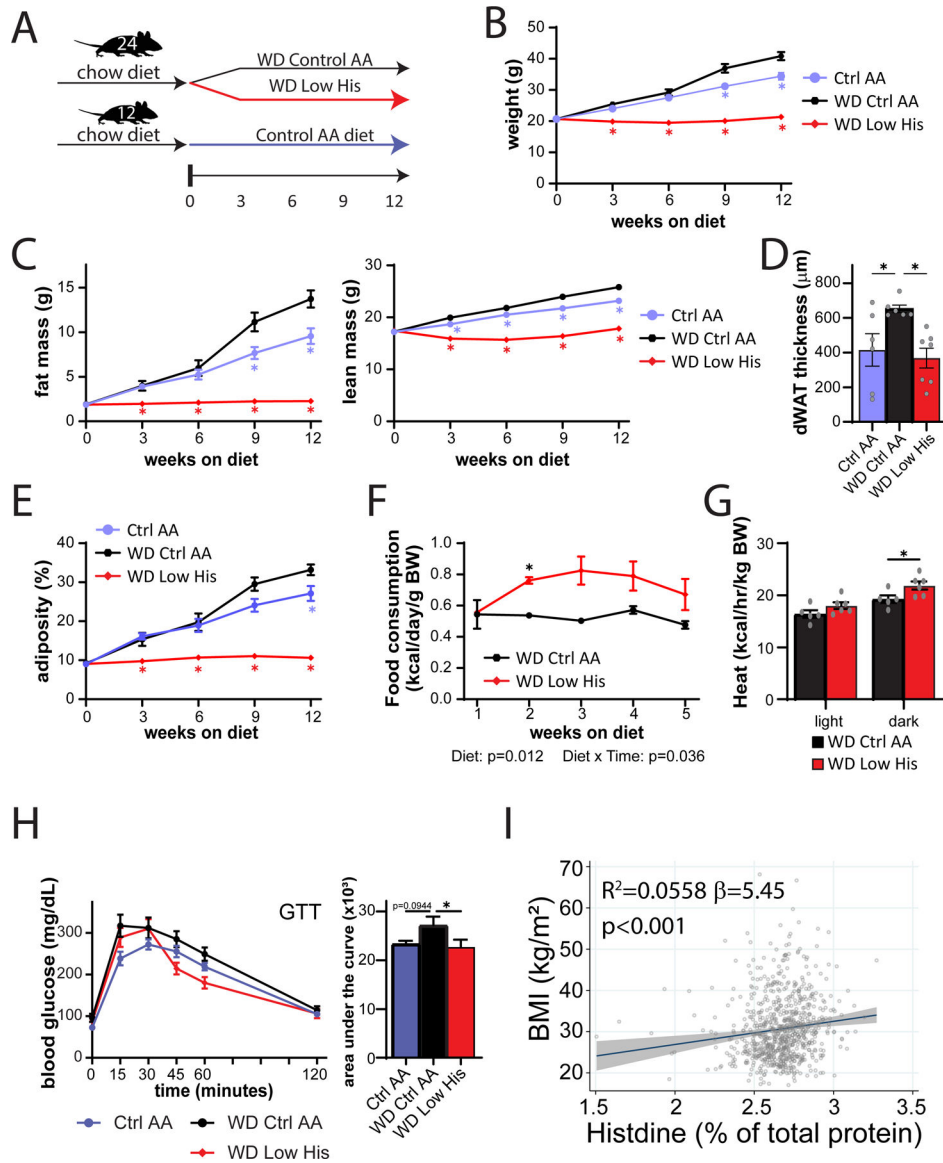 A
24
chow diet
WD Control AA
WD Low His
12
chow diet
Control AA diet
0 3 6 9 12
B
weight (g)
50
40
30
20
10
0
0 3 6 9 12
weeks on diet
* *
* * * *
Ctrl AA
WD Ctrl AA
WD Low His
C
fat mass (g)
15
10
5
0
0 3 6 9 12
weeks on diet
* *
* * * *
lean mass (g)
30
20
10
0
0 3 6 9 12
weeks on diet
* * * *
* * * *
Ctrl AA
WD Ctrl AA
WD Low His
D
dWAT thickness (μm)
800
600
400
200
0
* *
Ctrl AA
WD Ctrl AA
WD Low His
E
Ctrl AA
WD Ctrl AA
WD Low His
adiposity (%)
40
30
20
10
0
0 3 6 9 12
weeks on diet
*
* * * *
F
Food consumption
(kcal/day/g BW)
1.0
0.8
0.6
0.4
0.2
0.0
*
WD Ctrl AA
WD Low His
1 2 3 4 5
weeks on diet
Diet: p=0.012 Diet x Time: p=0.036
G
Heat (kcal/hr/kg BW)
30
20
10
0
*
light dark
WD Ctrl AA
WD Low His
H
blood glucose (mg/dL)
300
200
100
0
GTT
0 15 30 45 60 120
time (minutes)
Ctrl AA
WD Ctrl AA
WD Low His
area under the curve (x10³)
30
20
10
0
p=0.0944
*
Ctrl AA
WD Ctrl AA
WD Low His
I
BMI (kg/m²)
70
60
50
40
30
20
R²=0.0558 β=5.45
p<0.001
1.5 2 2.5 3 3.5
Histdine (% of total protein)